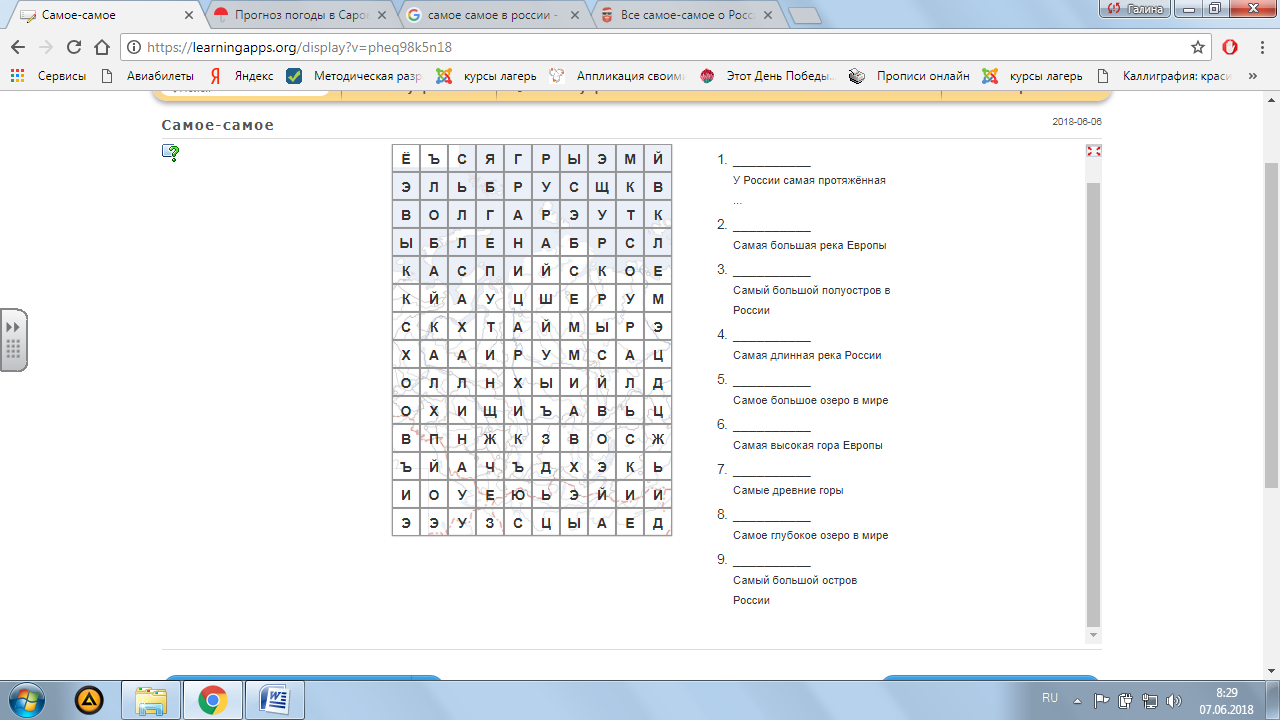 Самое-самое
Прогноз погоды в Саро
самое самое в россии -
Все самое-самое о Росс
Галина
https://learningapps.org/display?v=pheq98k5n18
Сервисы
Авиабилеты
Яндекс
Методическая разр
курсы лагерь
Аппликация своими
Этот День Победы...
Прописи онлайн
курсы лагерь
Каллиграфия: краси
»
Самое-самое
2018-06-06
Ё Ъ С Я Г Р Ы Э М Й
Э Л Ь Б Р У С Щ К В
В О Л Г А Р Э У Т К
Ы Б Л Е Н А Б Р С Л
К А С П И Й С К О Е
К Й А У Ц Ш Е Р У М
С К Х Т А Й М Ы Р Э
Х А А И Р У М С А Ц
О Л Л Н Х Ы И Й Л Д
О Х И Щ И Ъ А В Ь Ц
В П Н Ж К З В О С Ж
Ъ Й А Ч Ъ Д Х Э К Ь
И О У Е Ю Ь Э Й И Й
Э Э У З С Ц Ы А Е Д
1. ___________
У России самая протяжённая
...
2. ___________
Самая большая река Европы
3. ___________
Самый большой полуостров в
России
4. ___________
Самая длинная река России
5. ___________
Самое большое озеро в мире
6. ___________
Самая высокая гора Европы
7. ___________
Самые древние горы
8. ___________
Самое глубокое озеро в мире
9. ___________
Самый большой остров
России
RU
8:29
07.06.2018